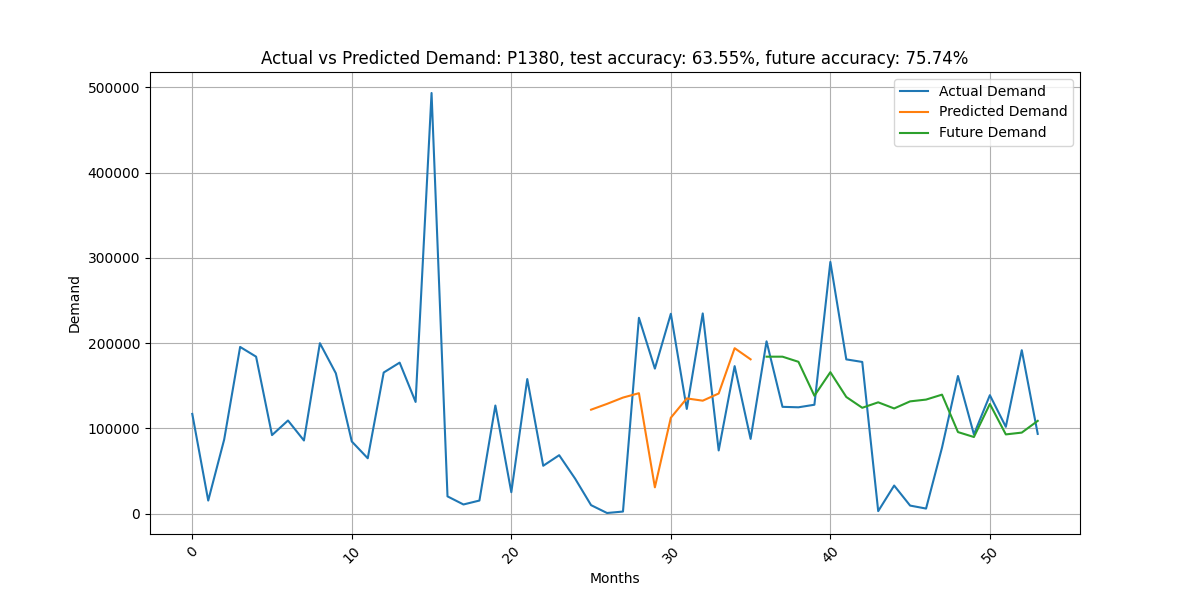 Actual vs Predicted Demand: P1380, test accuracy: 63.55%, future accuracy: 75.74%
Actual Demand
Predicted Demand
Future Demand
500000
400000
300000
200000
100000
0
Demand
0
10
20
30
40
50
Months